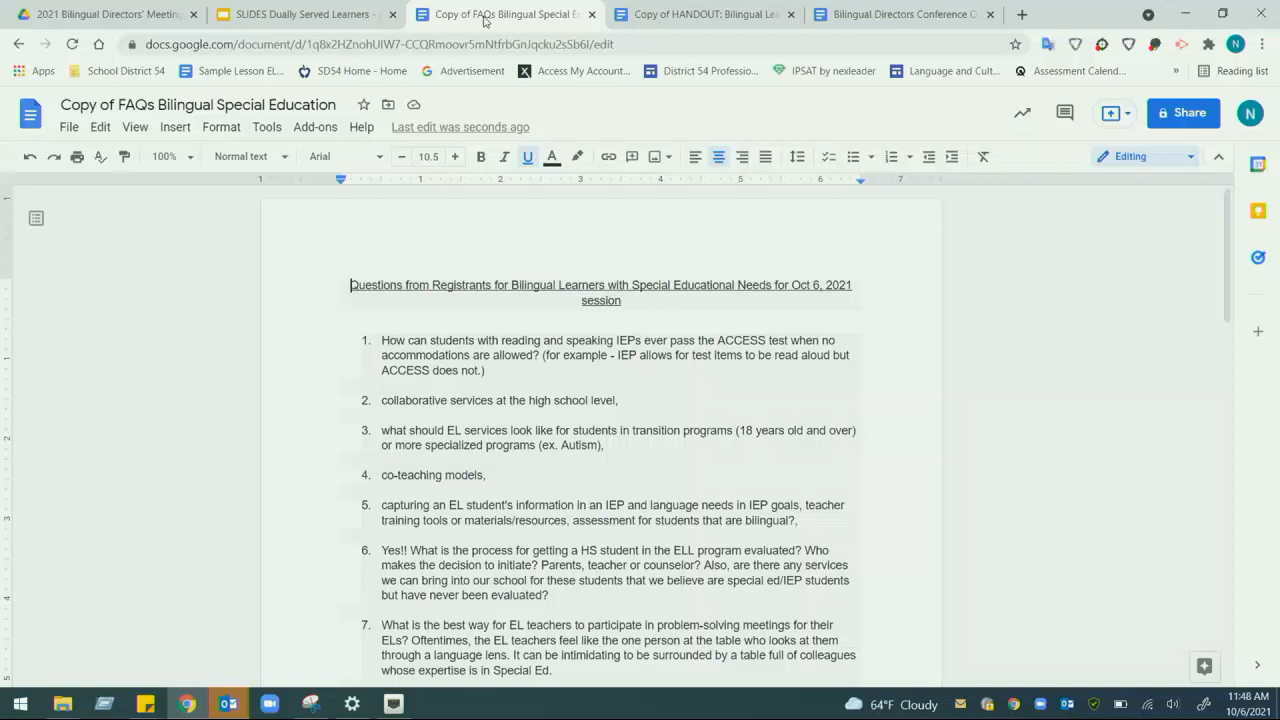 2021 Bilingual Directors' Meeting
SLIDES Dually Served Learners -
Copy of FAQs Bilingual Special E
Copy of HANDOUT: Bilingual Lea
Bilingual Directors Conference O
Apps
School District 54
Sample Lesson EL...
SD54 Home - Home
Advertisement
Access My Account...
District 54 Professio...
IPSAT by nexleader
Language and Cult...
Assessment Calend...
»
Reading list
Copy of FAQs Bilingual Special Education
File Edit View Insert Format Tools Add-ons Help Last edit was seconds ago
Share
N
100% Normal text Arial 10.5 B I U A Editing
1 1 2 3 4 5 6 7
Questions from Registrants for Bilingual Learners with Special Educational Needs for Oct 6, 2021
session
1. How can students with reading and speaking IEPs ever pass the ACCESS test when no
accommodations are allowed? (for example - IEP allows for test items to be read aloud but
ACCESS does not.)
2. collaborative services at the high school level,
3. what should EL services look like for students in transition programs (18 years old and over)
or more specialized programs (ex. Autism),
4. co-teaching models,
5. capturing an EL student's information in an IEP and language needs in IEP goals, teacher
training tools or materials/resources, assessment for students that are bilingual?,
6. Yes!! What is the process for getting a HS student in the ELL program evaluated? Who
makes the decision to initiate? Parents, teacher or counselor? Also, are there any services
we can bring into our school for these students that we believe are special ed/IEP students
but have never been evaluated?
7. What is the best way for EL teachers to participate in problem-solving meetings for their
ELs? Oftentimes, the EL teachers feel like the one person at the table who looks at them
through a language lens. It can be intimidating to be surrounded by a table full of colleagues
whose expertise is in Special Ed.
64°F Cloudy
11:48 AM
10/6/2021